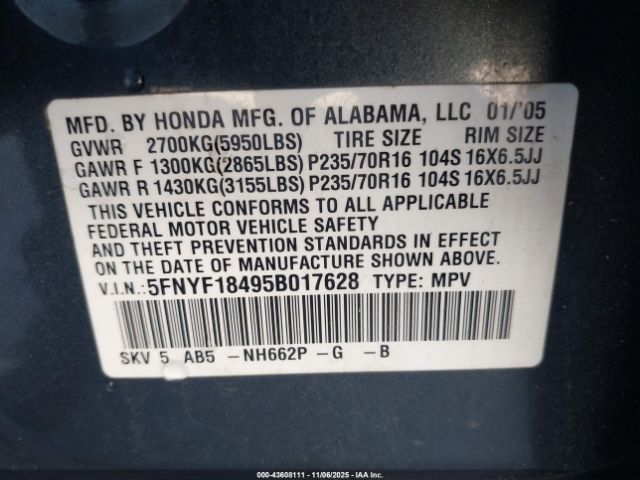 MFD. BY HONDA MFG. OF ALABAMA, LLC 01/'05
GVWR 2700KG(5950LBS) TIRE SIZE RIM SIZE
GAWR F 1300KG(2865LBS) P235/70R16 104S 16X6.5JJ
GAWR R 1430KG(3155LBS) P235/70R16 104S 16X6.5JJ
THIS VEHICLE CONFORMS TO ALL APPLICABLE
FEDERAL MOTOR VEHICLE SAFETY
AND THEFT PREVENTION STANDARDS IN EFFECT
ON THE DATE OF MANUFACTURE SHOWN ABOVE.
V.I.N.: 5FNYF18495B017628 TYPE: MPV
SKV 5 AB5 -NH662P -G -B
000-43608111 - 11/06/2025 - IAA Inc.